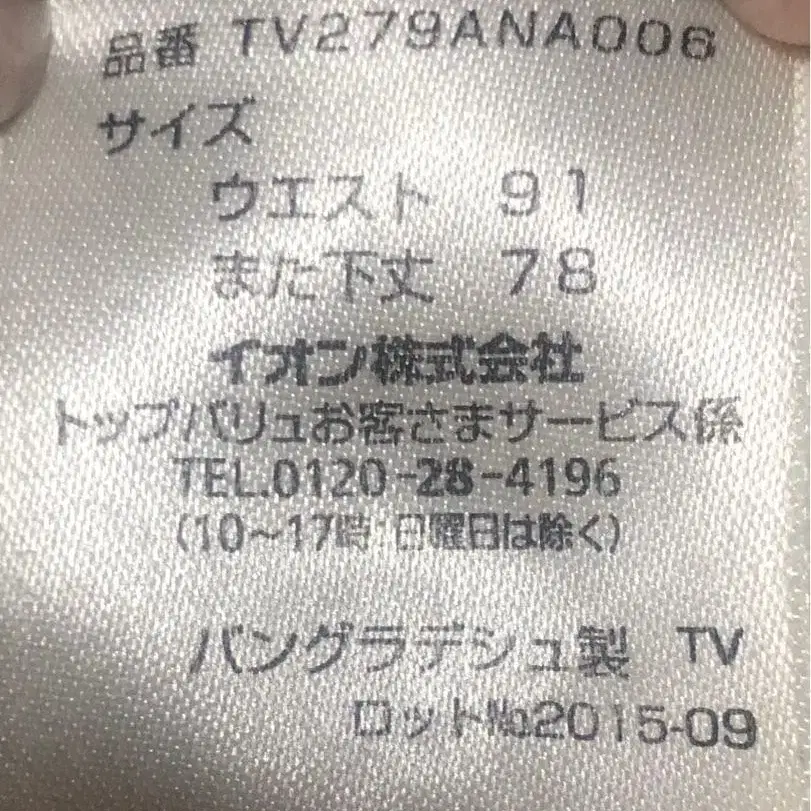 品番 TV279ANA006
サイズ
ウエスト 91
また下丈 78
イオン株式会社
トップバリュお客さまサービス係
TEL.0120-28-4196
(10～17時:日曜日は除く)
バングラデシュ製 TV
ロット№2015-09